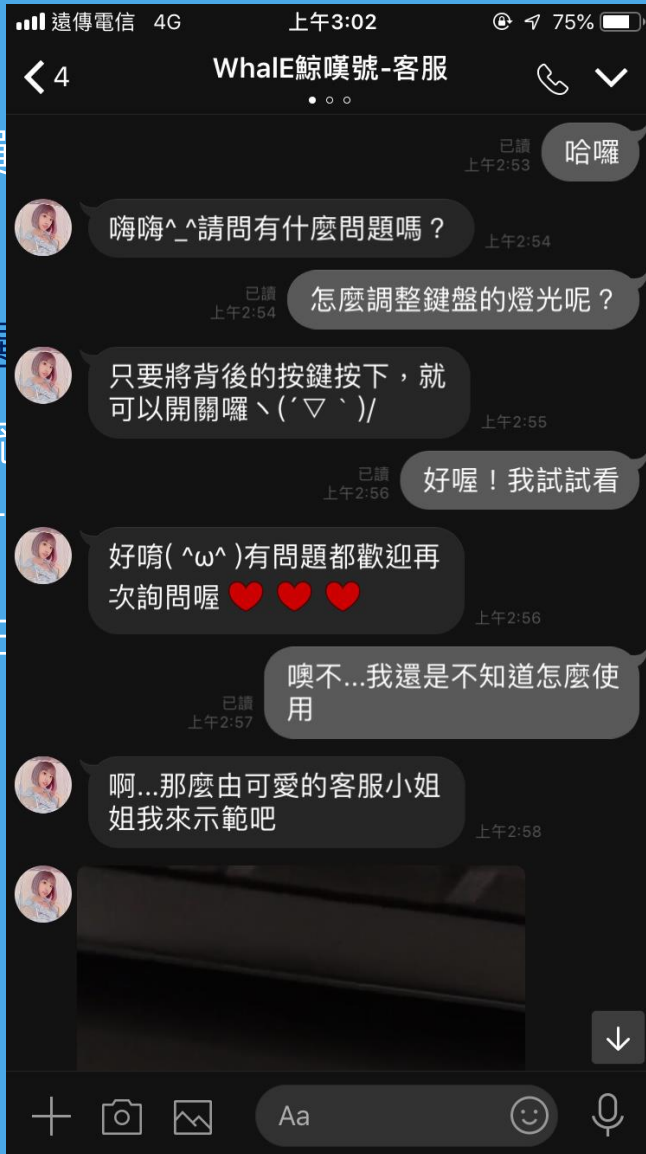 遠傳電信 4G 上午3:02 75%
4 WhalE鯨嘆號-客服
已讀
上午2:53
哈囉
嗨嗨^_^請問有什麼問題嗎？
上午2:54
已讀
上午2:54
怎麼調整鍵盤的燈光呢？
只要將背後的按鍵按下，就
可以開關囉ヽ(´▽｀)/
上午2:55
已讀
上午2:56
好喔！我試試看
好唷( ^ω^ )有問題都歡迎再
次詢問喔❤❤❤
上午2:56
噢不...我還是不知道怎麼使
用
已讀
上午2:57
啊...那麼由可愛的客服小姐
姐我來示範吧
上午2:58
Aa